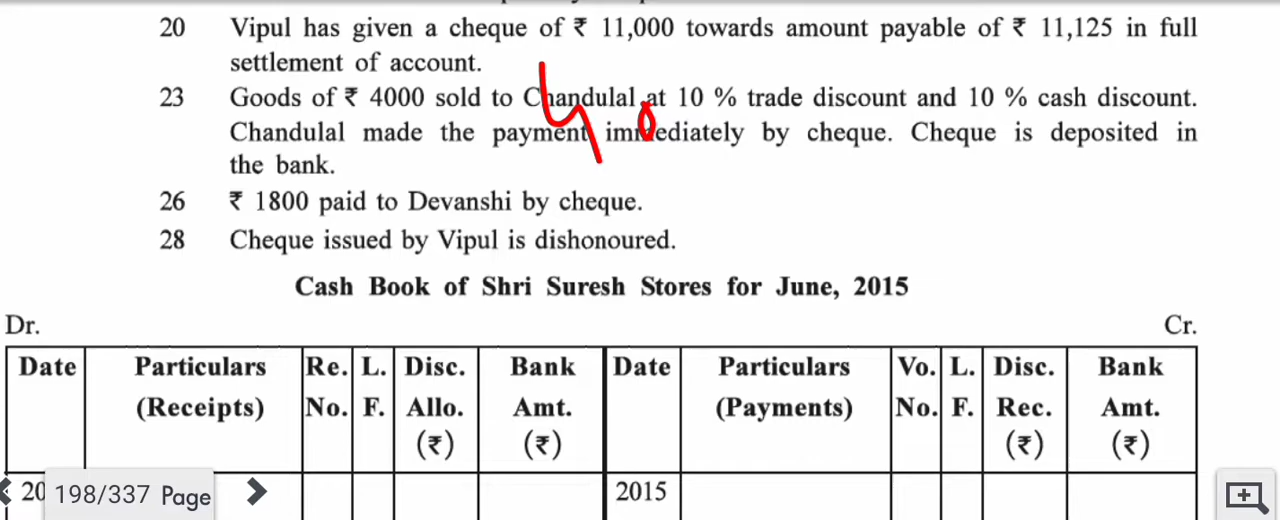 20 Vipul has given a cheque of ₹ 11,000 towards amount payable of ₹ 11,125 in full
settlement of account.
23 Goods of ₹ 4000 sold to Chandulal at 10 % trade discount and 10 % cash discount.
Chandulal made the payment immediately by cheque. Cheque is deposited in
the bank.
26 ₹ 1800 paid to Devanshi by cheque.
28 Cheque issued by Vipul is dishonoured.
Cash Book of Shri Suresh Stores for June, 2015
Dr. Cr.
Date Particulars Re. L. Disc. Bank Date Particulars Vo. L. Disc. Bank
(Receipts) No. F. Allo. Amt. (Payments) No. F. Rec. Amt.
(₹) (₹) (₹) (₹)
20 2015
198/337 Page